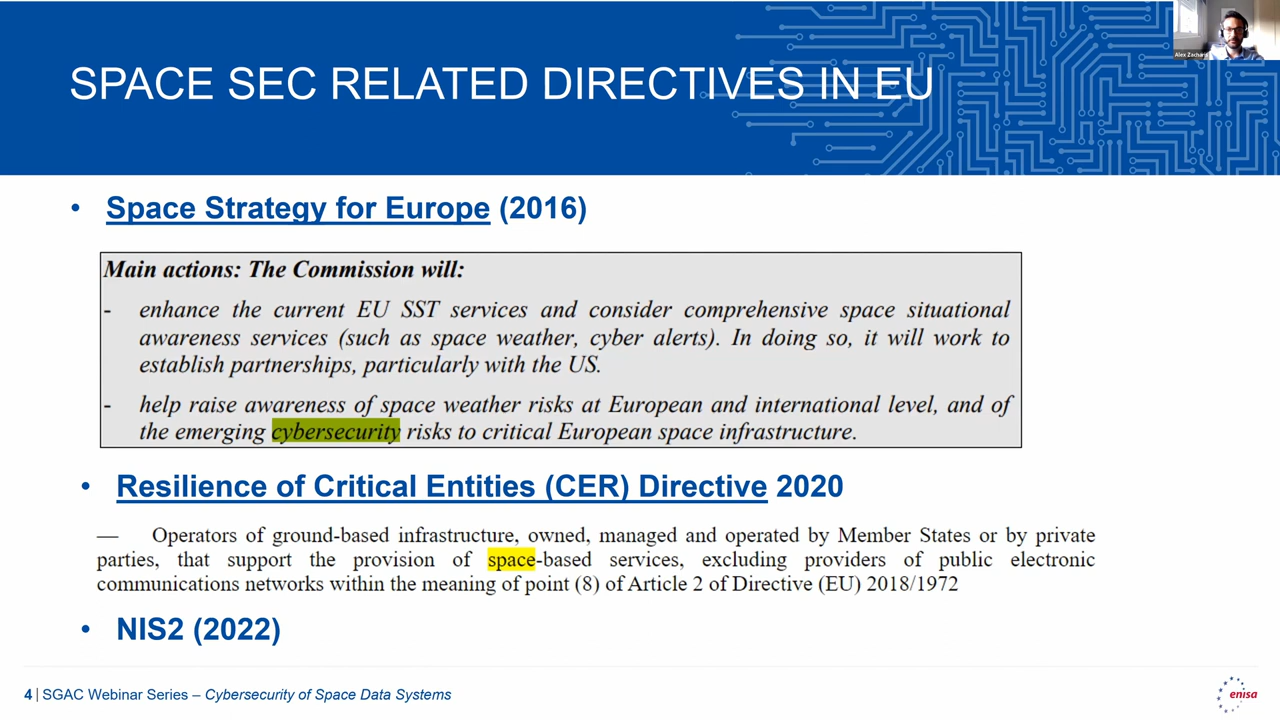 Alex Zacharis
SPACE SEC RELATED DIRECTIVES IN EU
• Space Strategy for Europe (2016)
Main actions: The Commission will:
- enhance the current EU SST services and consider comprehensive space situational
awareness services (such as space weather, cyber alerts). In doing so, it will work to
establish partnerships, particularly with the US.
- help raise awareness of space weather risks at European and international level, and of
the emerging cybersecurity risks to critical European space infrastructure.
• Resilience of Critical Entities (CER) Directive 2020
— Operators of ground-based infrastructure, owned, managed and operated by Member States or by private
parties, that support the provision of space-based services, excluding providers of public electronic
communications networks within the meaning of point (8) of Article 2 of Directive (EU) 2018/1972
• NIS2 (2022)
4 | SGAC Webinar Series – Cybersecurity of Space Data Systems
enisa